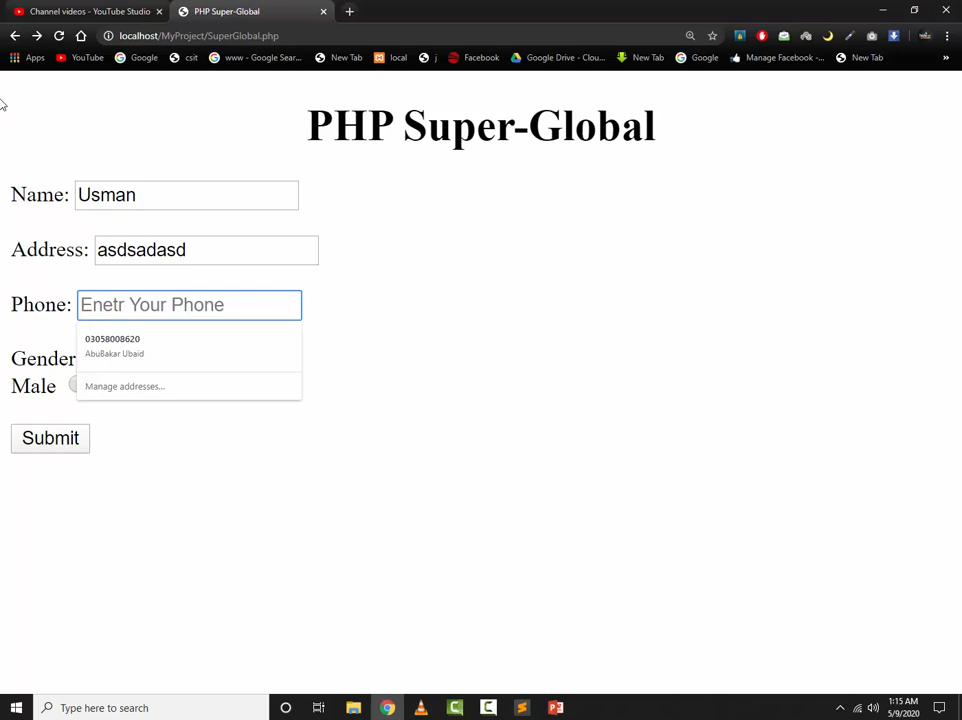 Channel videos - YouTube Studio
PHP Super-Global
localhost/MyProject/SuperGlobal.php
Apps YouTube Google csit www - Google Sear... New Tab local j Facebook Google Drive - Clou... New Tab Google Manage Facebook -... New Tab »
PHP Super-Global
Name: Usman
Address: asdsadasd
Phone: Enetr Your Phone
03058008620
AbuBakar Ubaid
Gender
Male
Manage addresses...
Submit
Type here to search
1:15 AM
5/9/2020